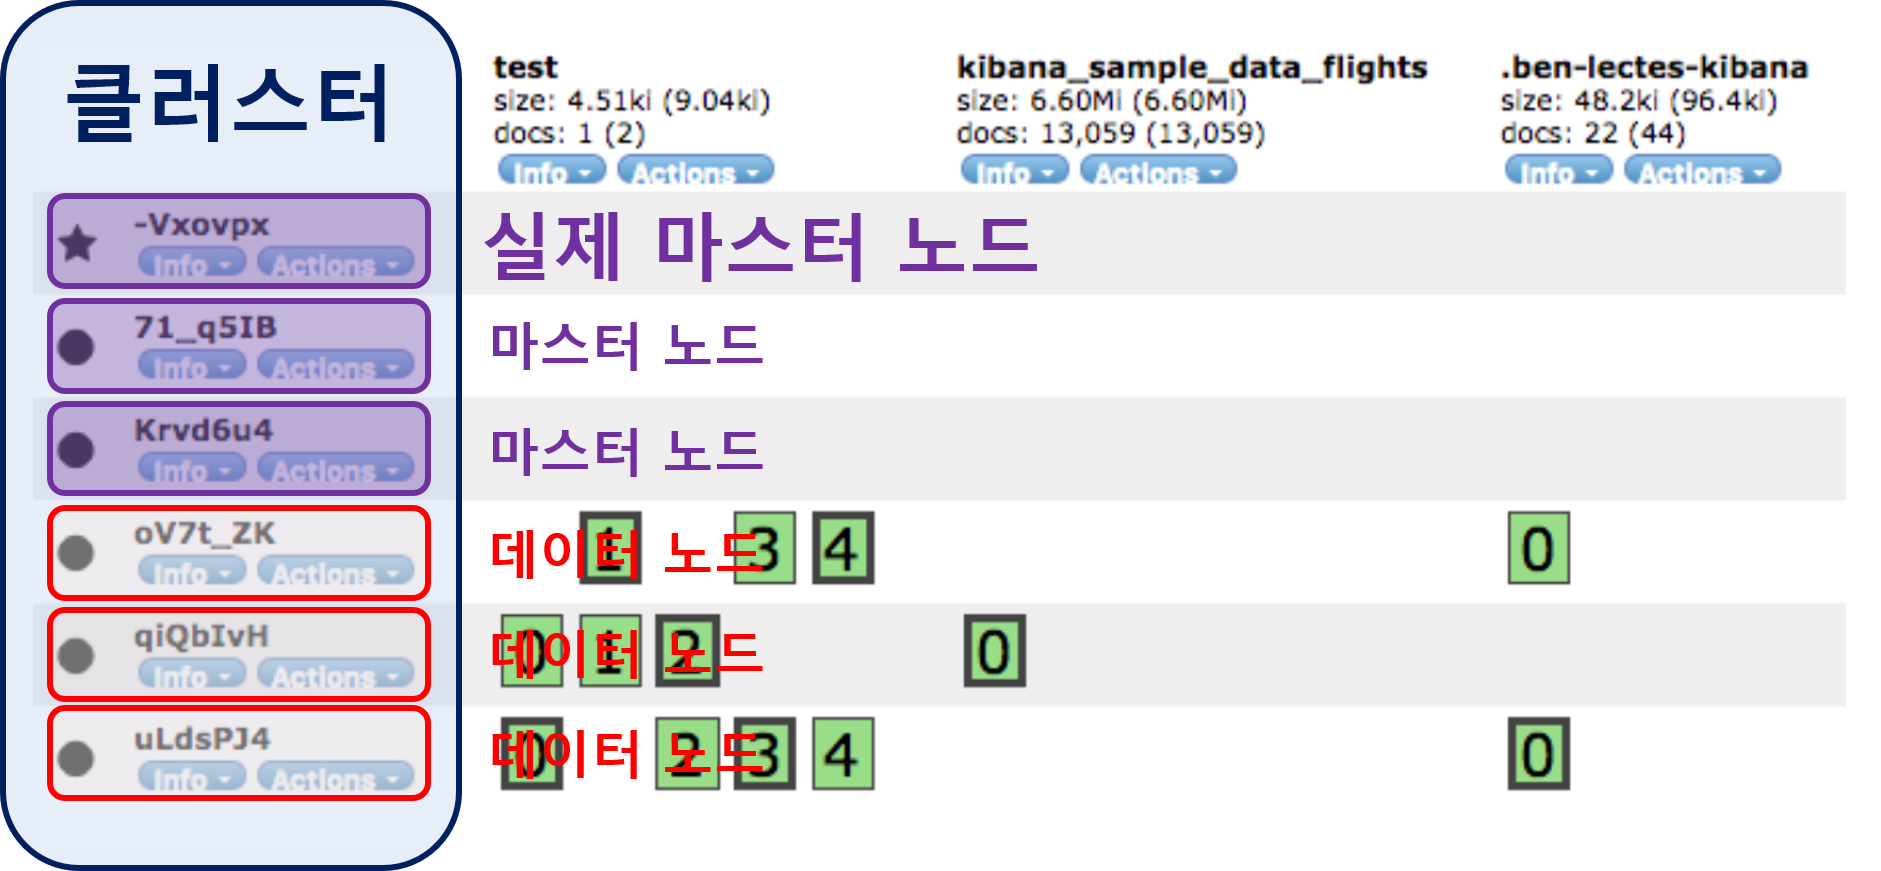 클러스터
test
size: 4.51ki (9.04ki)
docs: 1 (2)
Info Actions
kibana_sample_data_flights
size: 6.60Mi (6.60Mi)
docs: 13,059 (13,059)
Info Actions
.ben-lectes-kibana
size: 48.2ki (96.4ki)
docs: 22 (44)
Info Actions
-Vxovpx
Info Actions
실제 마스터 노드
71_q5IB
Info Actions
마스터 노드
Krvd6u4
Info Actions
마스터 노드
oV7t_ZK
Info Actions
데이터 노드
1 3 4 0
qiQbIvH
Info Actions
데이터 노드
0 1 2 0
uLdsPJ4
Info Actions
데이터 노드
0 2 3 4 0